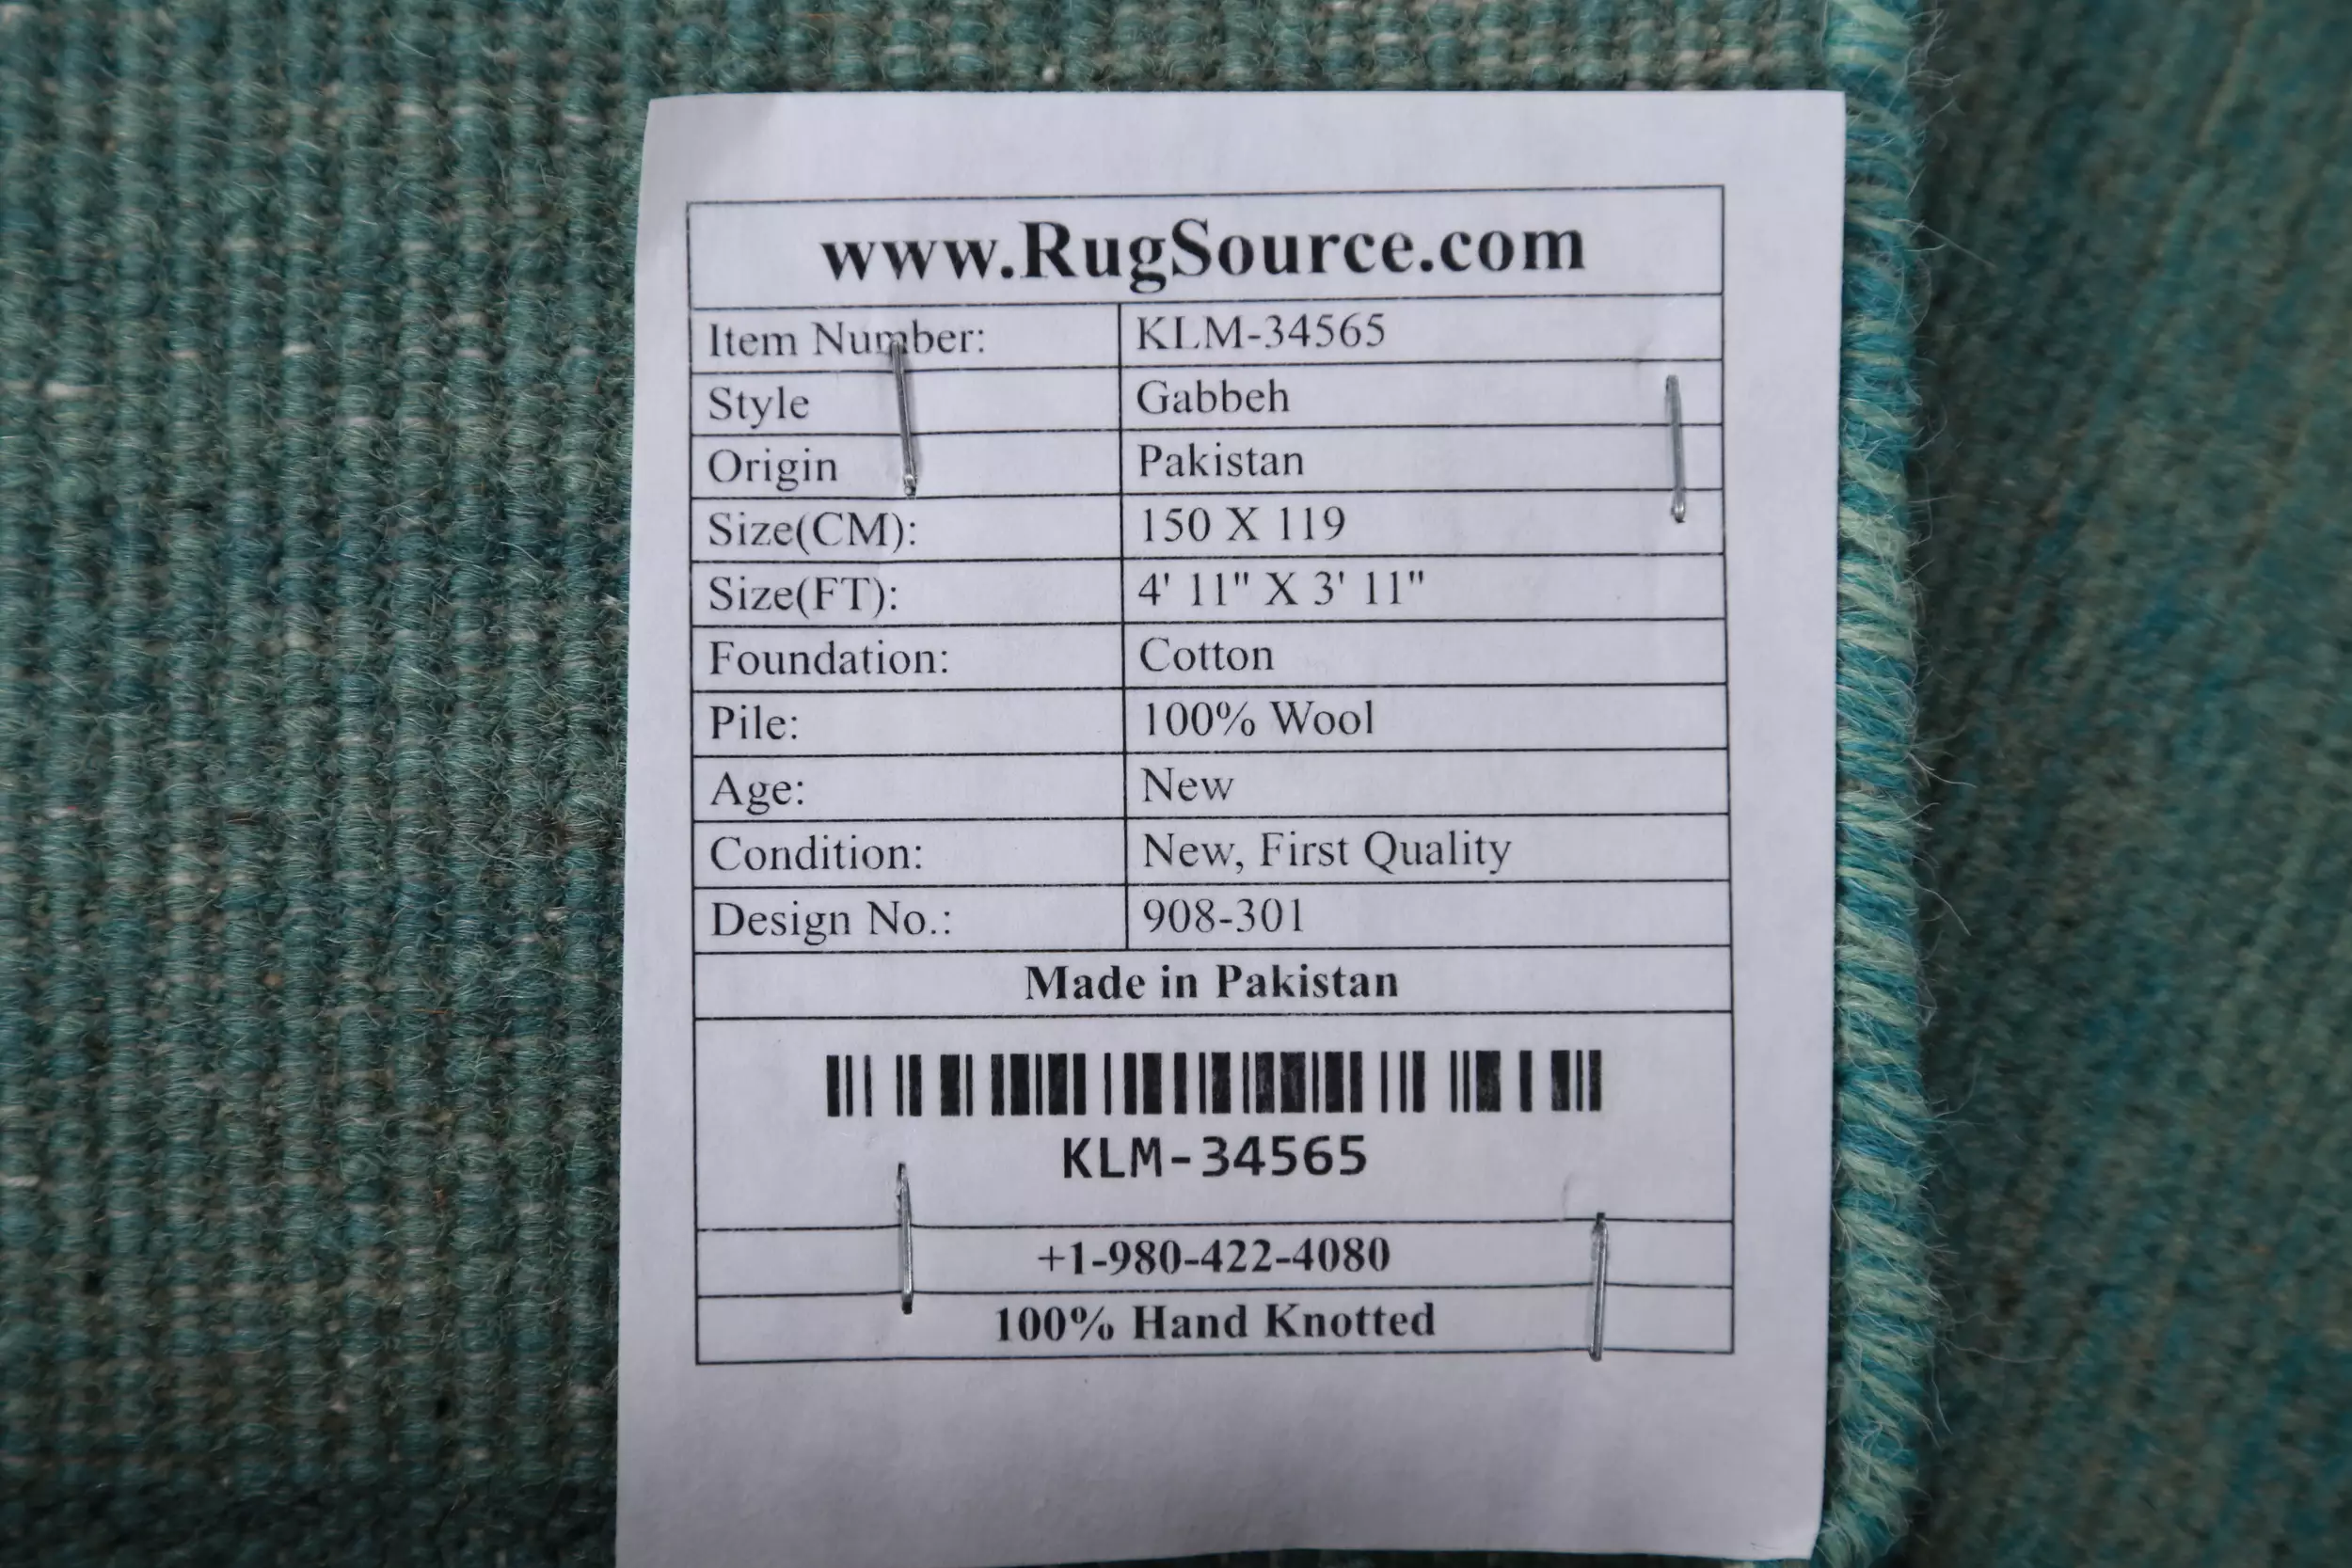 www.RugSource.com
Item Number: KLM-34565
Style Gabbeh
Origin Pakistan
Size(CM): 150 X 119
Size(FT): 4' 11" X 3' 11"
Foundation: Cotton
Pile: 100% Wool
Age: New
Condition: New, First Quality
Design No.: 908-301
Made in Pakistan
KLM-34565
+1-980-422-4080
100% Hand Knotted